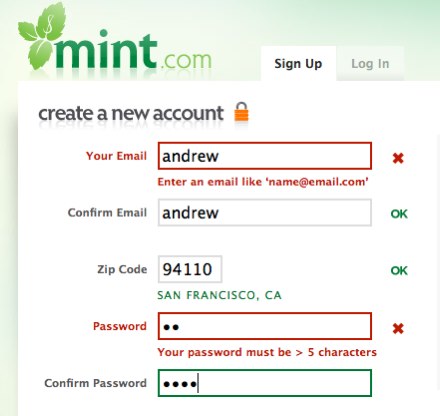 mint.com
Sign Up Log In
create a new account
Your Email andrew ✖
Enter an email like 'name@email.com'
Confirm Email andrew OK
Zip Code 94110 OK
SAN FRANCISCO, CA
Password •• ✖
Your password must be > 5 characters
Confirm Password ••••